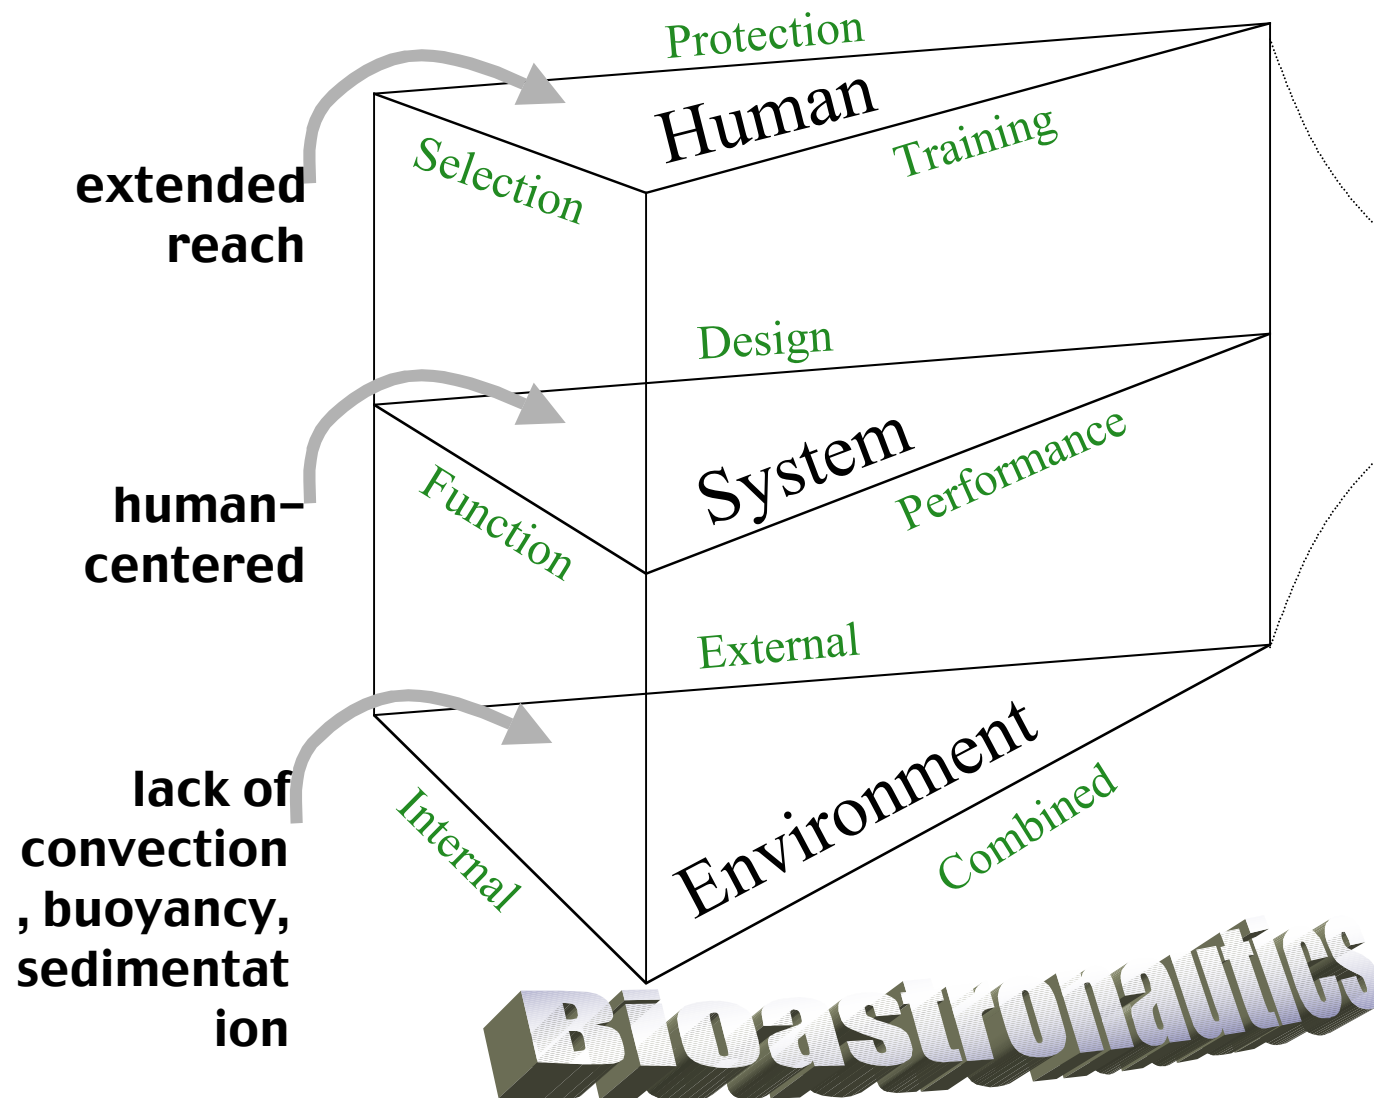 Protection
Human
Training
Selection
extended
reach
Design
System
Performance
Function
human–
centered
External
Environment
Combined
Internal
lack of
convection
, buoyancy,
sedimentat
ion
Bioastronautics